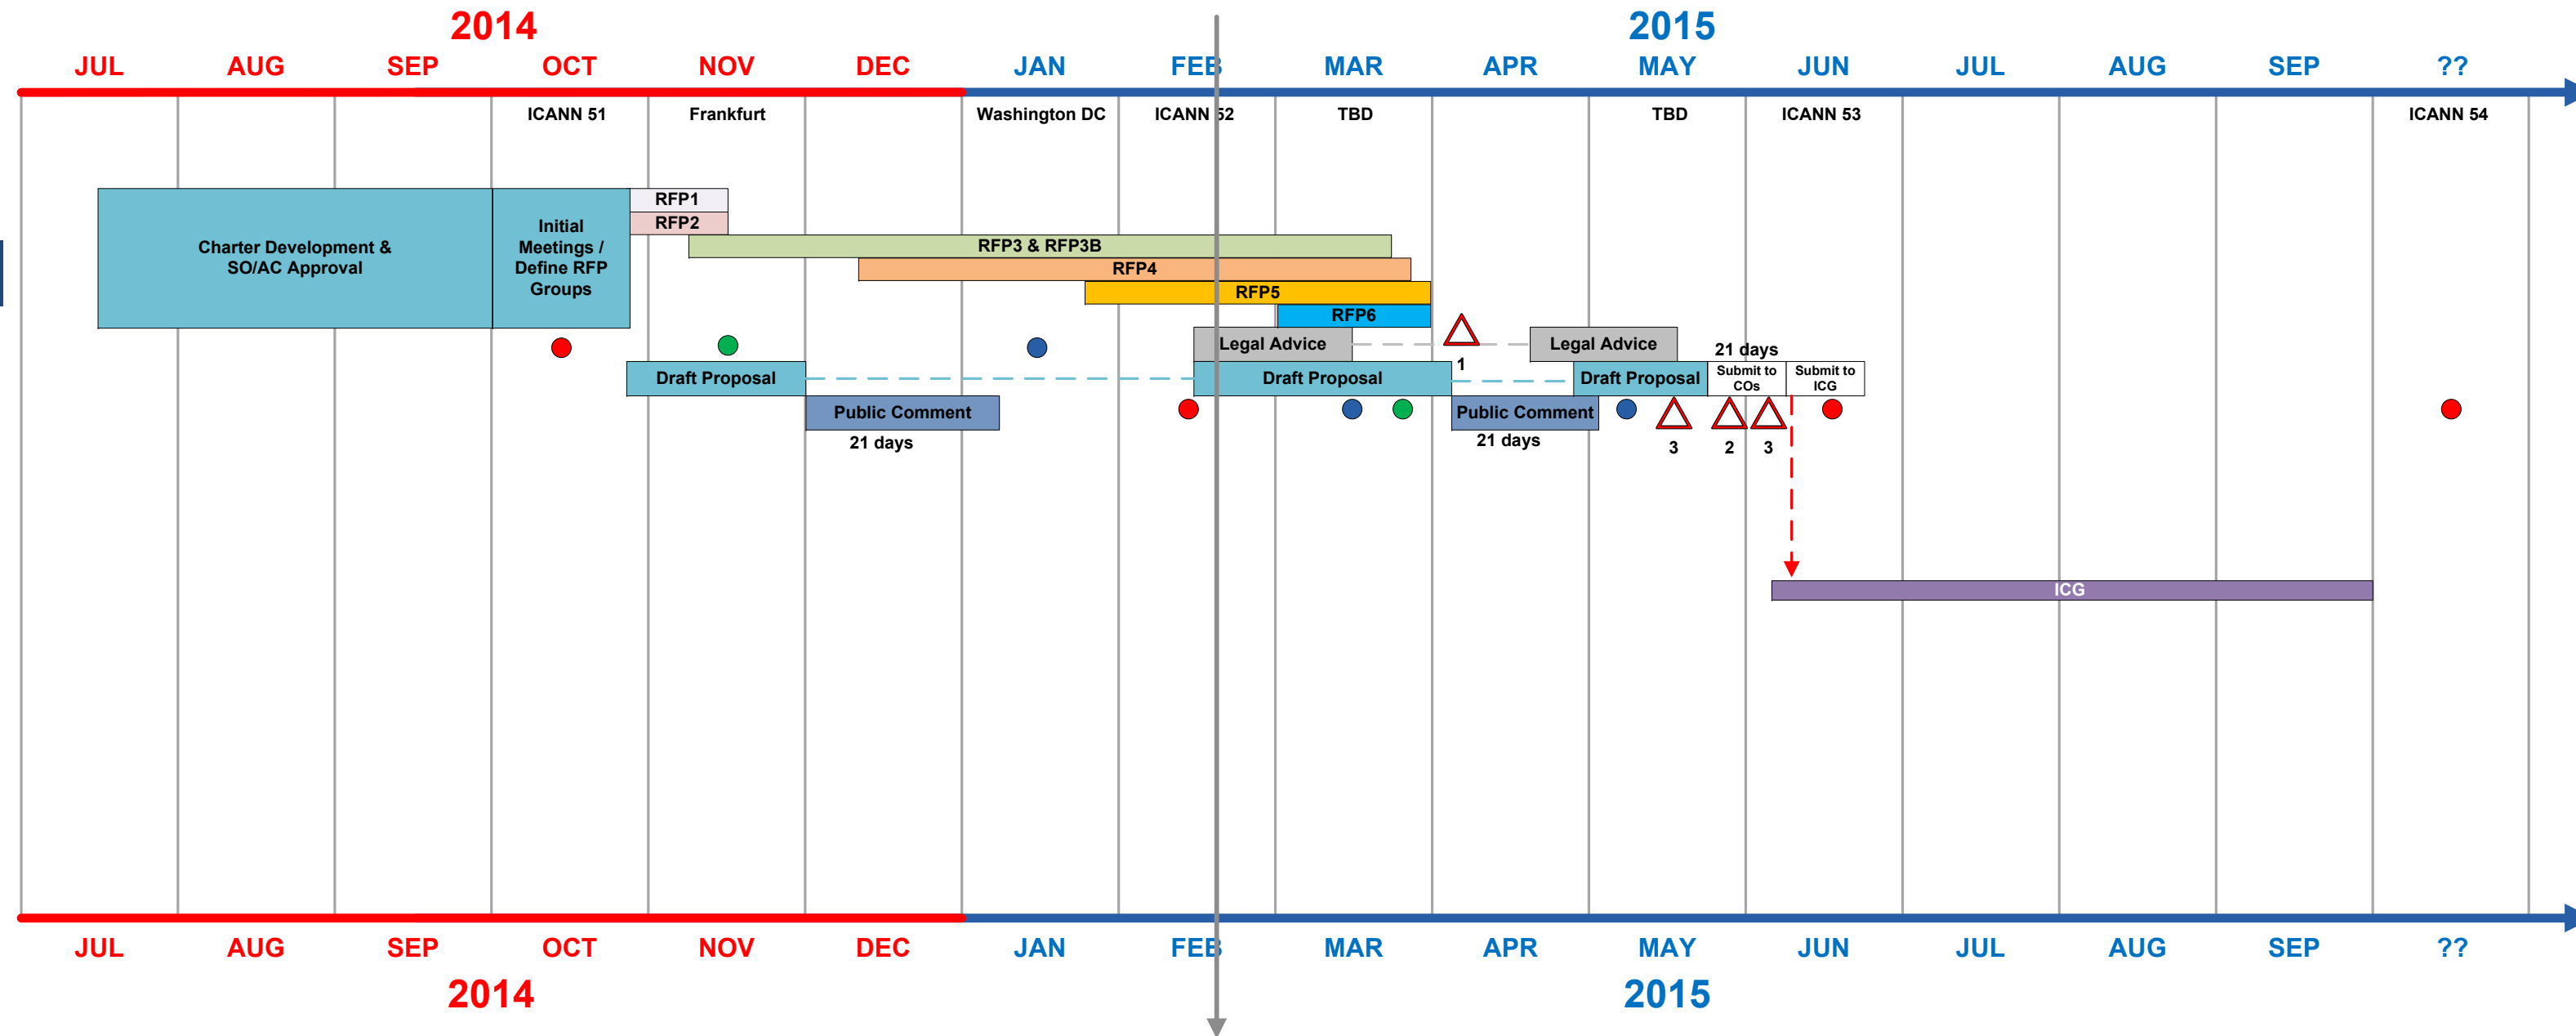 2014
2015
JUL AUG SEP OCT NOV DEC JAN FEB MAR APR MAY JUN JUL AUG SEP ??
ICANN 51 Frankfurt Washington DC ICANN 52 TBD TBD ICANN 53 ICANN 54
Charter Development &
SO/AC Approval
Initial
Meetings /
Define RFP
Groups
RFP1
RFP2
RFP3 & RFP3B
RFP4
RFP5
RFP6
Legal Advice
1
Legal Advice
21 days
Draft Proposal
Draft Proposal
Draft Proposal
Submit to
COs
Submit to
ICG
Public Comment
21 days
Public Comment
21 days
3
2
3
ICG
JUL AUG SEP OCT NOV DEC JAN FEB MAR APR MAY JUN JUL AUG SEP ??
2014
2015